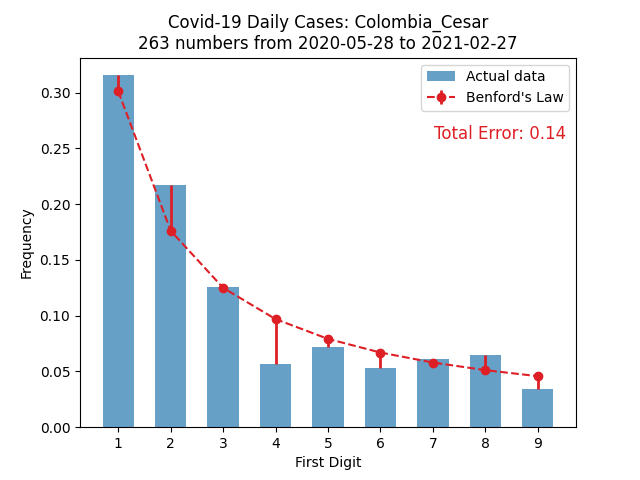 Covid-19 Daily Cases: Colombia_Cesar
263 numbers from 2020-05-28 to 2021-02-27
Actual data
Benford's Law
Total Error: 0.14
Frequency
0.30
0.25
0.20
0.15
0.10
0.05
0.00
1 2 3 4 5 6 7 8 9
First Digit